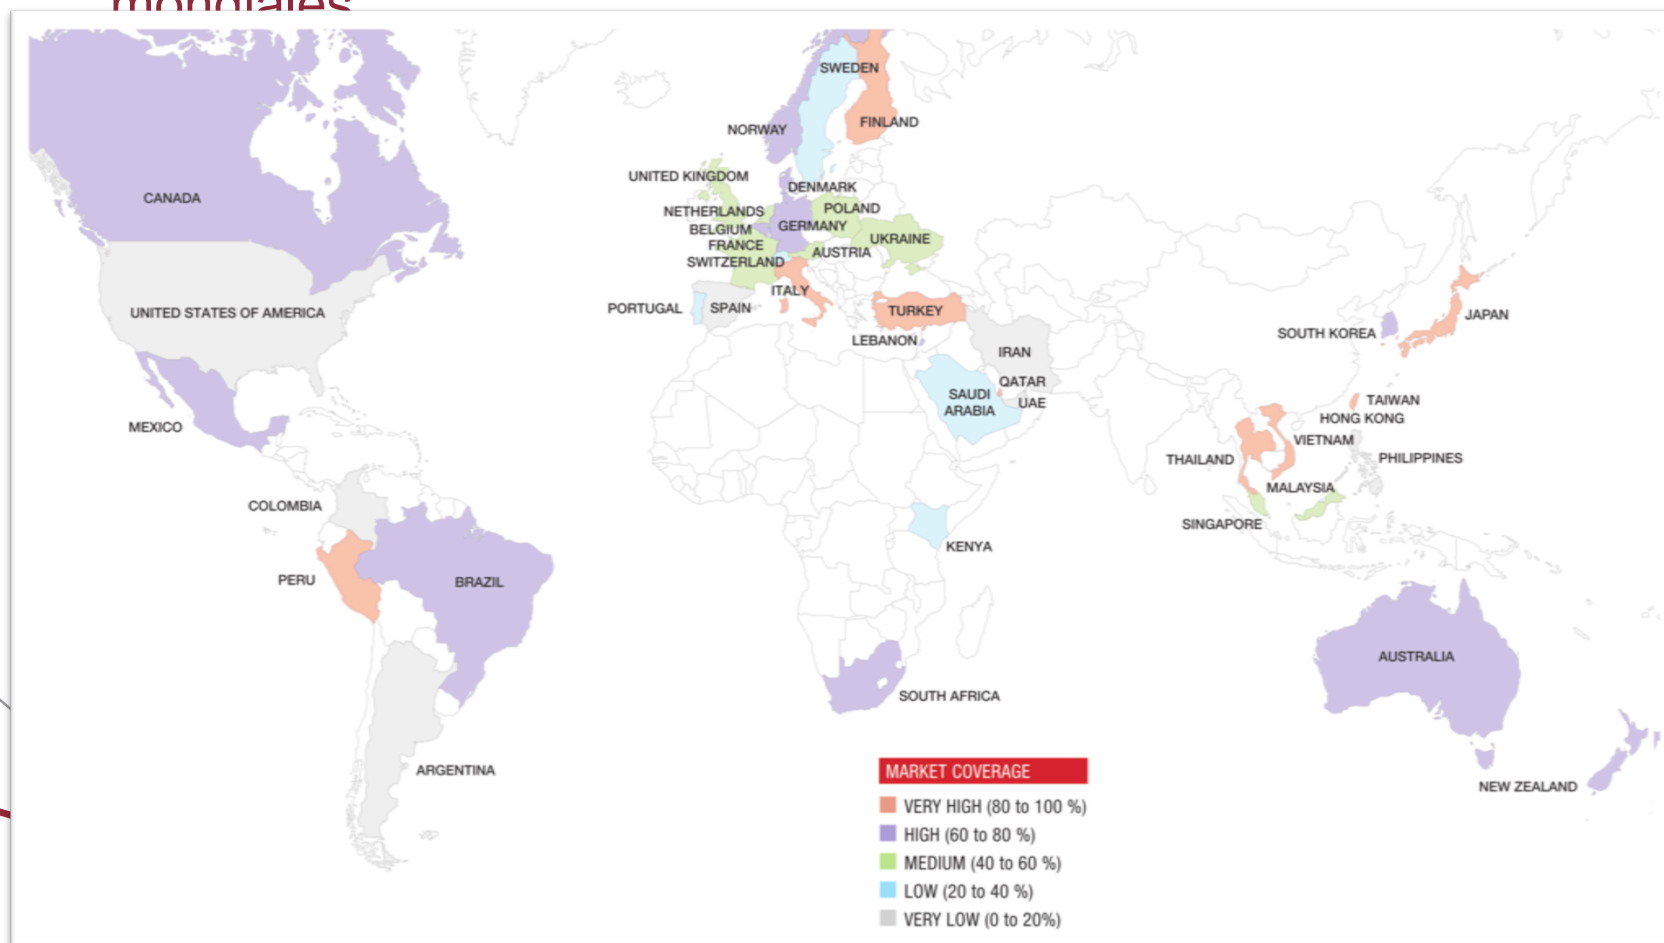 mondiales
SWEDEN
FINLAND
NORWAY
UNITED KINGDOM
DENMARK
CANADA
NETHERLANDS
POLAND
BELGIUM
GERMANY
UKRAINE
FRANCE
AUSTRIA
SWITZERLAND
ITALY
UNITED STATES OF AMERICA
PORTUGAL
SPAIN
TURKEY
JAPAN
SOUTH KOREA
LEBANON
IRAN
QATAR
SAUDI
ARABIA
UAE
TAIWAN
HONG KONG
MEXICO
VIETNAM
THAILAND
PHILIPPINES
MALAYSIA
COLOMBIA
SINGAPORE
KENYA
PERU
BRAZIL
AUSTRALIA
SOUTH AFRICA
ARGENTINA
NEW ZEALAND
MARKET COVERAGE
VERY HIGH (80 to 100 %)
HIGH (60 to 80 %)
MEDIUM (40 to 60 %)
LOW (20 to 40 %)
VERY LOW (0 to 20%)